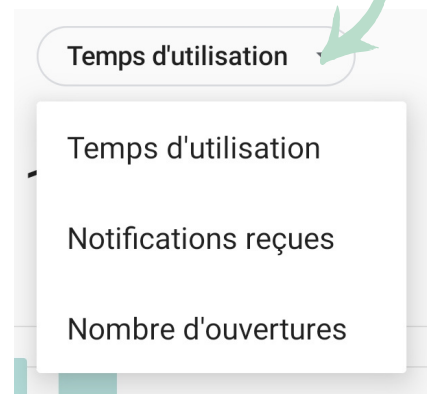 Temps d'utilisation
Temps d'utilisation
Notifications reçues
Nombre d'ouvertures